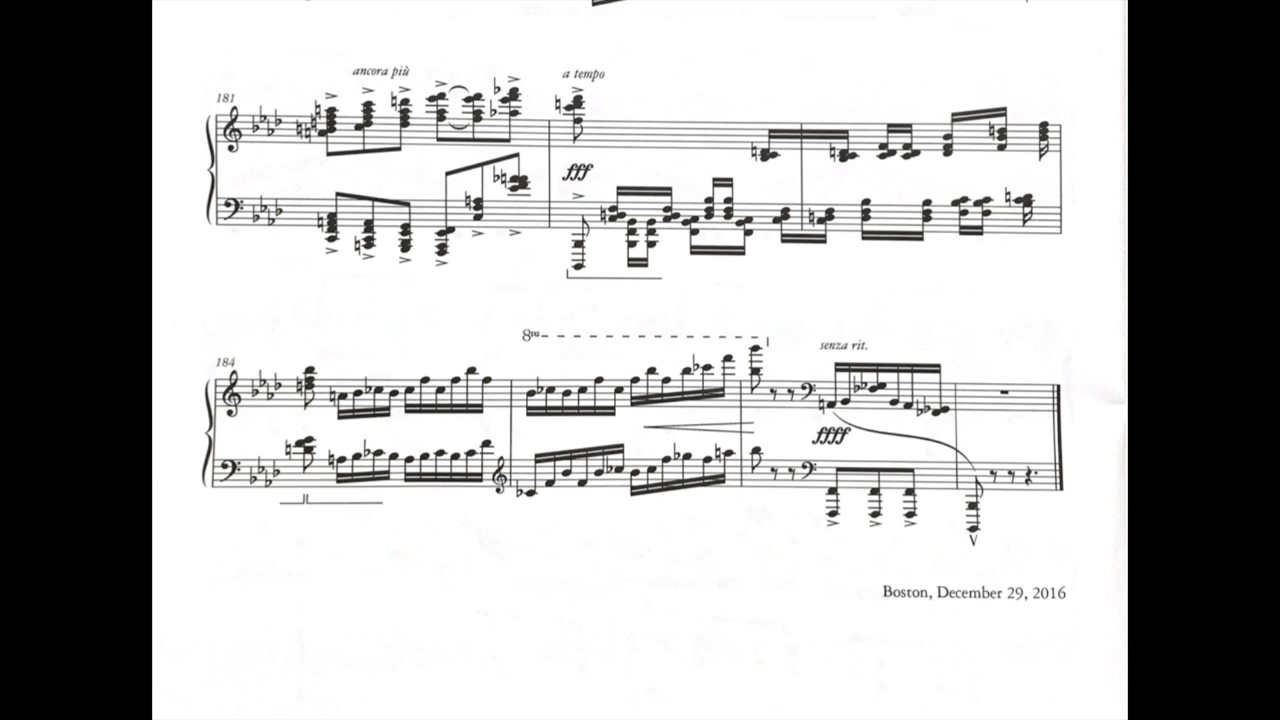 181
ancora più
a tempo
fff
184
8va
senza rit.
ffff
Boston, December 29, 2016